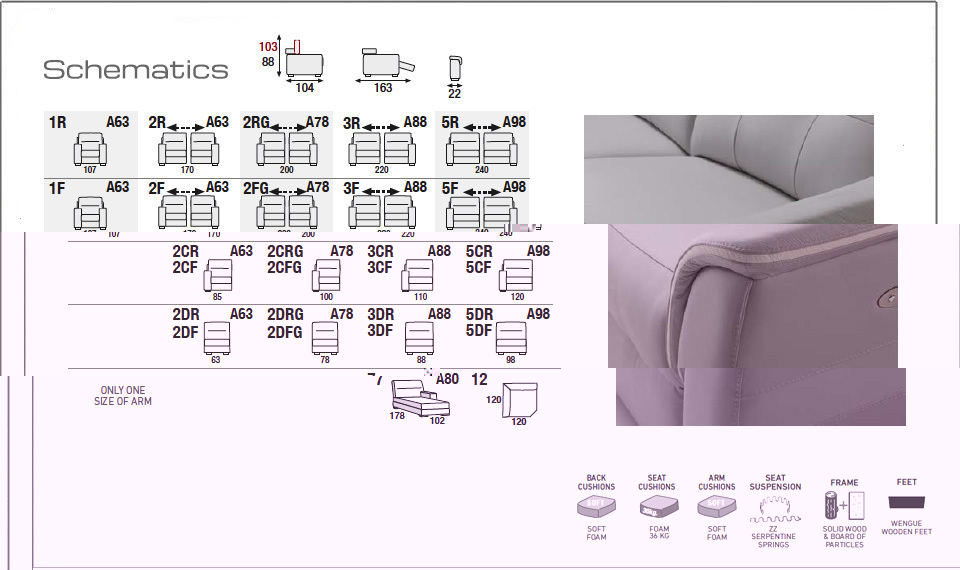 Schematics
103
88
104
163
22
1R A63 2R A63 2RG A78 3R A88 5R A98
107 170 200 220 240
1F A63 2F A63 2FG A78 3F A88 5F A98
107 170 200 220 240
2CR A63 2CRG A78 3CR A88 5CR A98
2CF 2CFG 3CF 5CF
85 100 110 120
2DR A63 2DRG A78 3DR A88 5DR A98
2DF 2DFG 3DF 5DF
63 78 88 98
ONLY ONE
SIZE OF ARM
A80 12
178 102 120 120
BACK
CUSHIONS
SOFT
SOFT
FOAM
SEAT
CUSHIONS
FOAM
36 KG
ARM
CUSHIONS
SOFT
SOFT
FOAM
SEAT
SUSPENSION
ZZ
SERPENTINE
SPRINGS
FRAME
+
SOLID WOOD
& BOARD OF
PARTICLES
FEET
WENGUE
WOODEN FEET